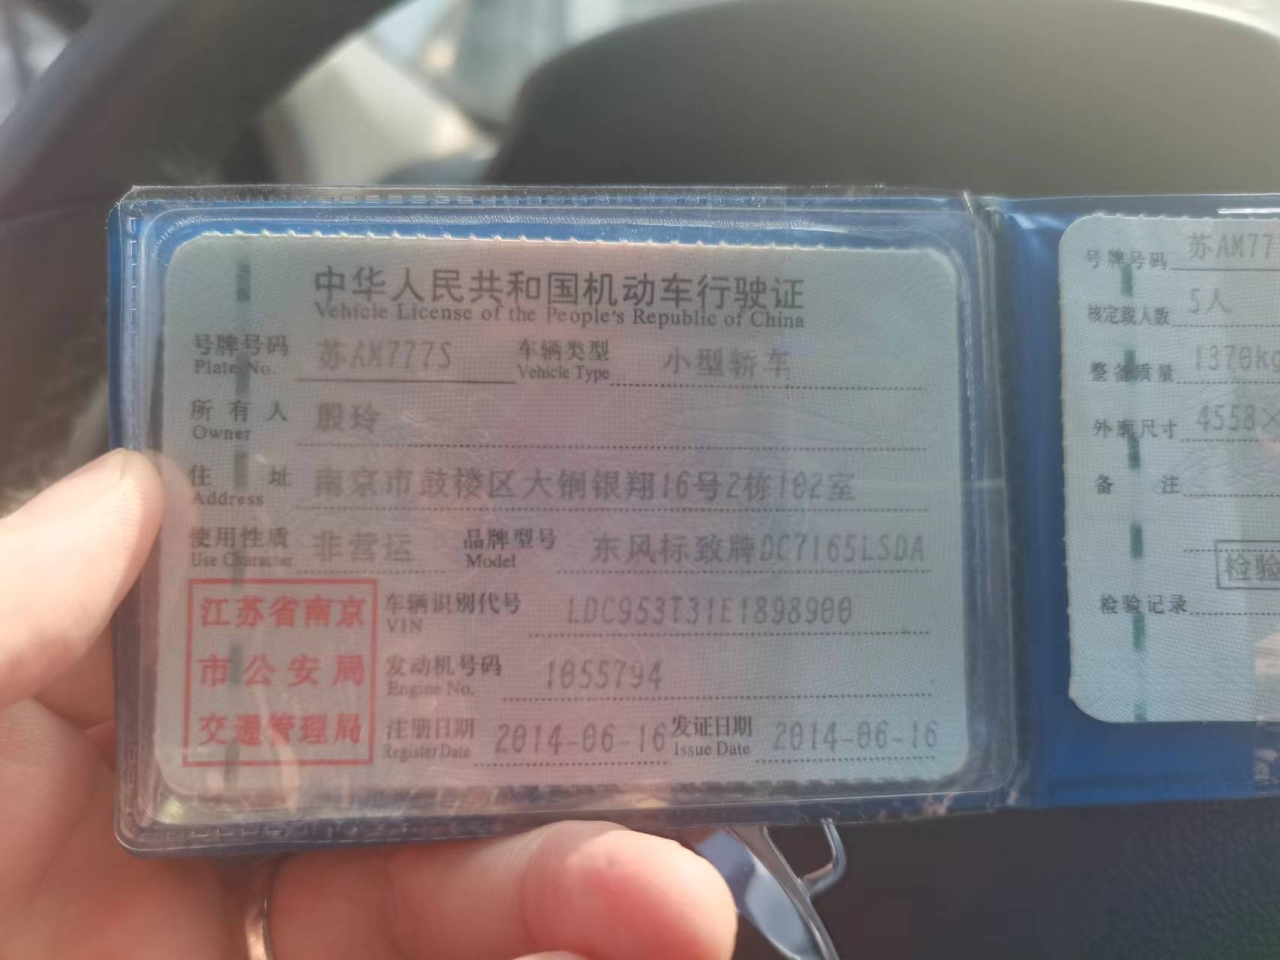 中华人民共和国机动车行驶证
Vehicle License of the People's Republic of China
号牌号码 苏AM777S 车辆类型 小型轿车
Plate No. Vehicle Type
所有人 殷玲
Owner
住址 南京市鼓楼区大锏银翔16号2栋102室
Address
使用性质 非营运 品牌型号 东风标致牌DC7165LSDA
Use Character Model
江苏省南京
市公安局
交通管理局
车辆识别代号 LDC953T31E1898900
VIN
发动机号码 1055794
Engine No.
注册日期 2014-06-16 发证日期 2014-06-16
Register Date Issue Date
号牌号码 苏AM77
核定载人数 5人
整备质量 1370kg
外廓尺寸 4558×
备注
检验
检验记录